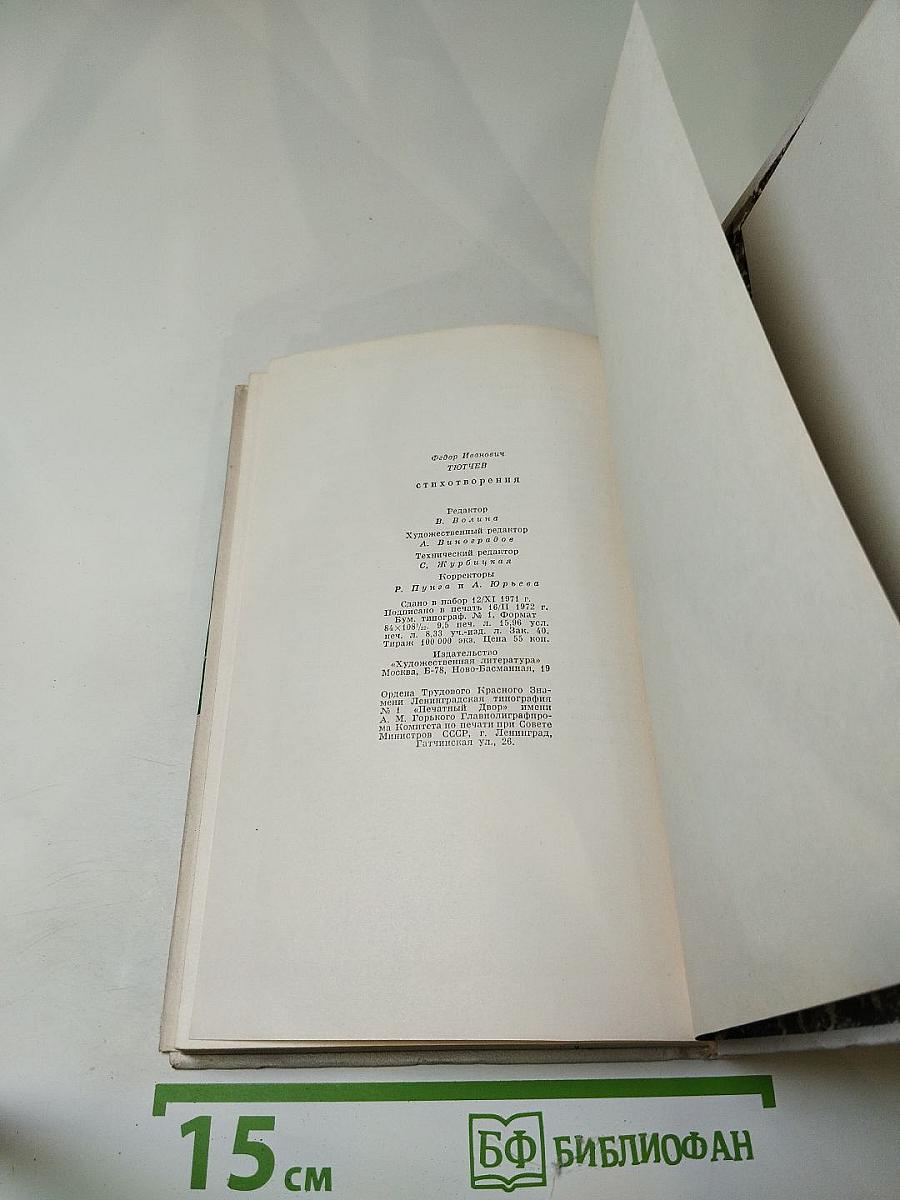 Федор Иванович
ТЮТЧЕВ
стихотворения
Редактор
В. Волина
Художественный редактор
А. Виноградов
Технический редактор
С. Журбицкая
Корректоры
Р. Пунга и А. Юрьева
Сдано в набор 12/XI 1971 г.
Подписано в печать 16/II 1972 г.
Бум. типограф. № 1. Формат
84×108¹/₃₂. 9,5 печ. л. 15,96 усл.
печ. л. 8,33 уч.-изд. л. Зак. 40.
Тираж 100 000 экз. Цена 55 коп.
Издательство
«Художественная литература»
Москва, Б-78, Ново-Басманная, 19
Ордена Трудового Красного Зна-
мени Ленинградская типография
№ 1 «Печатный Двор» имени
А. М. Горького Главполиграфпро-
ма Комитета по печати при Совете
Министров СССР, г. Ленинград,
Гатчинская ул., 26.
15 см
БФ БИБЛИОФАН